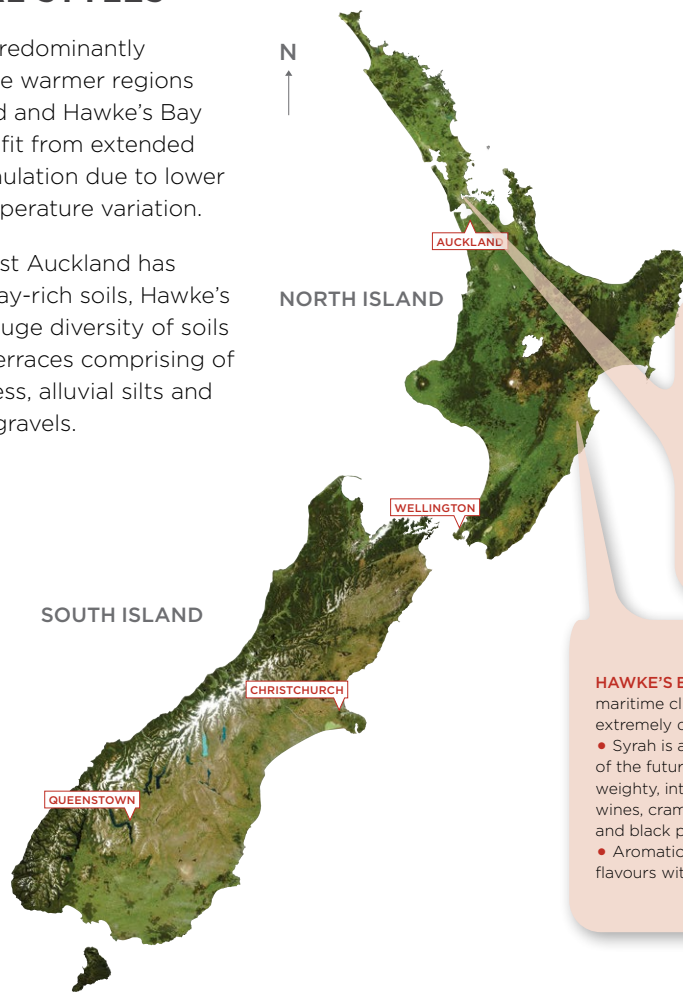 redominantly
e warmer regions
d and Hawke’s Bay
fit from extended
nulation due to lower
perature variation.
st Auckland has
ay-rich soils, Hawke’s
uge diversity of soils
erraces comprising of
ess, alluvial silts and
gravels.
N
AUCKLAND
NORTH ISLAND
WELLINGTON
SOUTH ISLAND
CHRISTCHURCH
QUEENSTOWN
HAWKE’S B
maritime cl
extremely
• Syrah is a
of the futur
weighty, int
wines, cram
and black p
• Aromatic
flavours wit